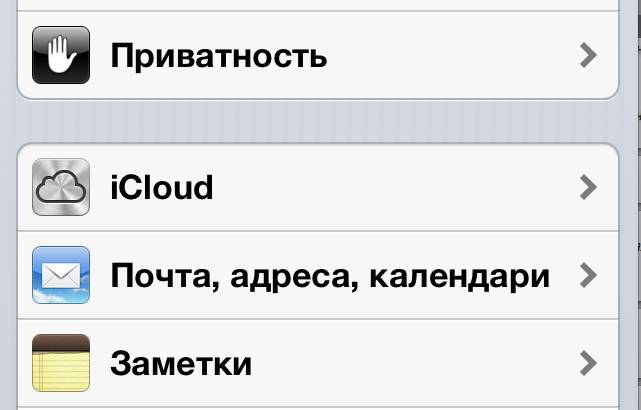 Приватность
iCloud
Почта, адреса, календари
Заметки